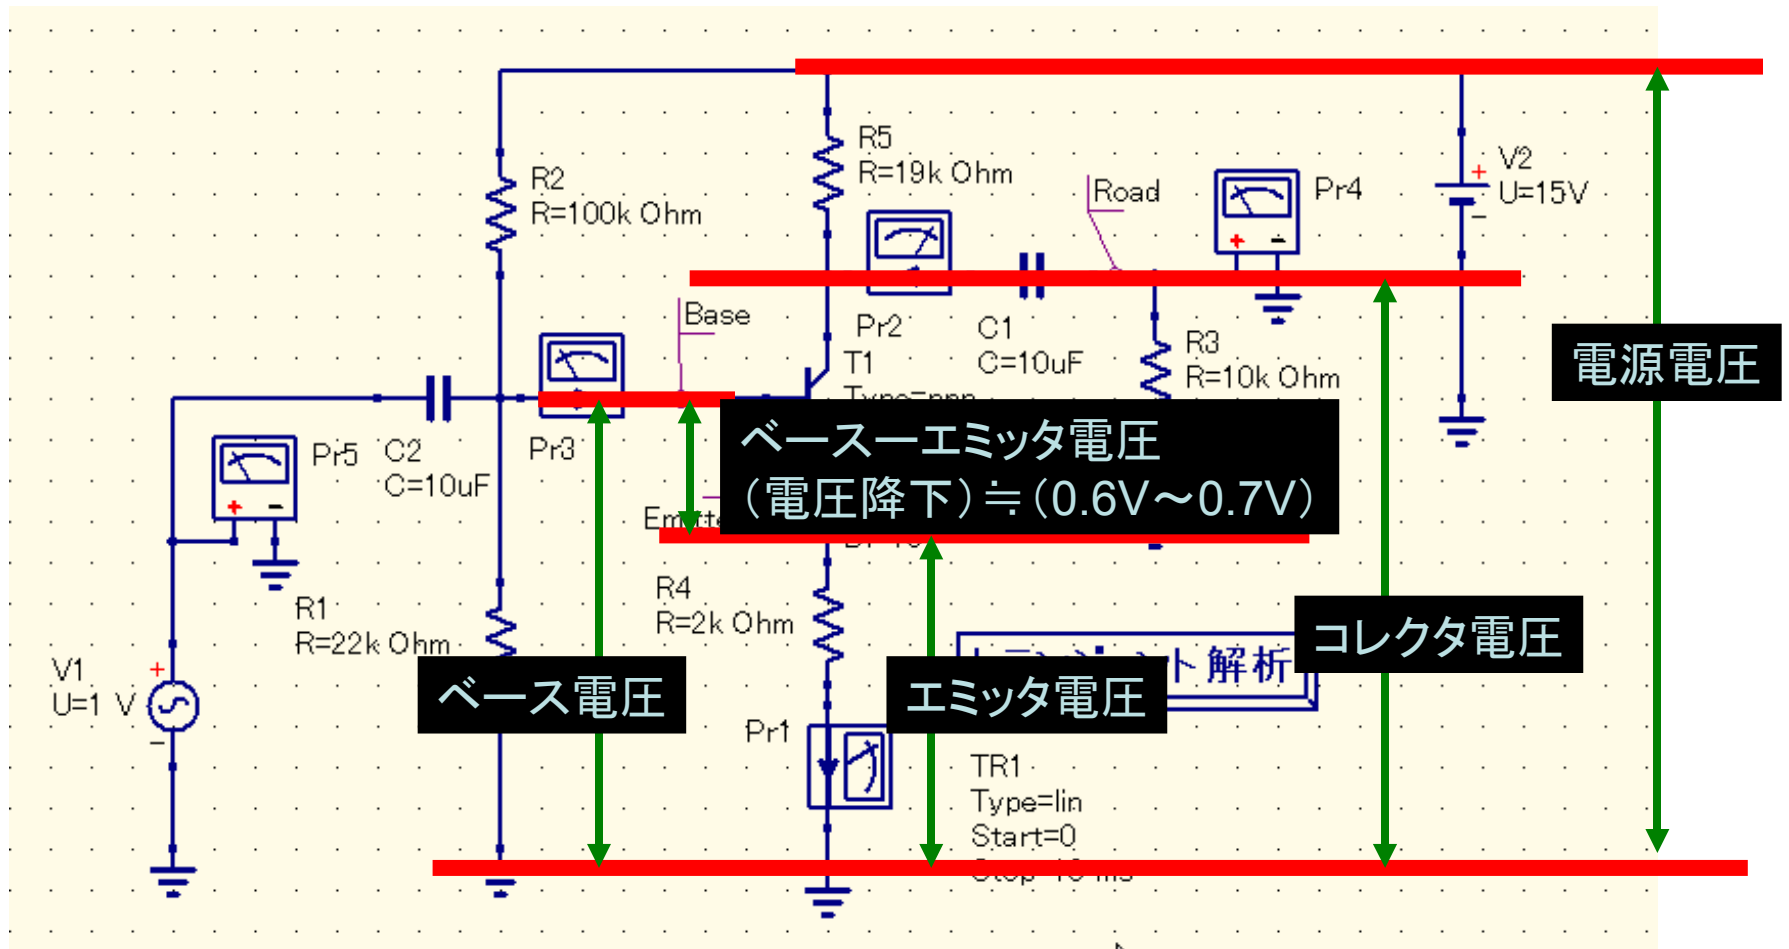 R5
R=19k Ohm
R2
R=100k Ohm
Road
Pr4
V2
U=15V
Base
Pr2
C1
C=10uF
R3
R=10k Ohm
T1
電源電圧
Pr5
C2
C=10uF
Pr3
ベースーエミッタ電圧
（電圧降下）≒（0.6V～0.7V）
R4
R=2k Ohm
R1
R=22k Ohm
コレクタ電圧
解析
V1
U=1 V
ベース電圧
エミッタ電圧
Pr1
TR1
Type=lin
Start=0